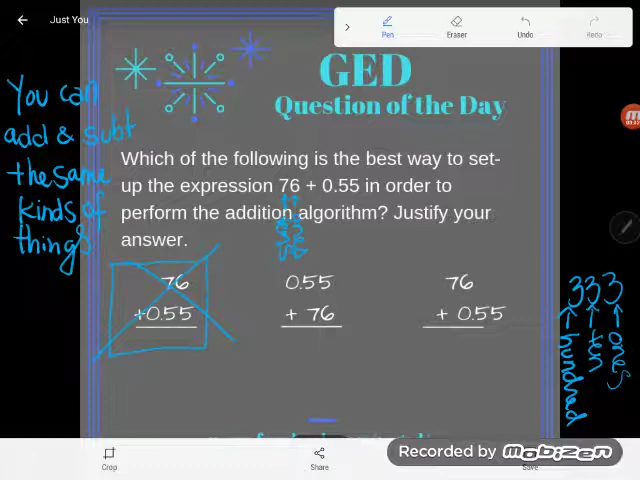 Just You
Pen
Eraser
Undo
Redo
GED
Question of the Day
You can
add & subt
the same
kinds of
things
Which of the following is the best way to set-
up the expression 76 + 0.55 in order to
perform the addition algorithm? Justify your
answer.
76
+0.55
0.55
+ 76
76
+ 0.55
333
ones
ten
hundred
Crop
Share
Save
Recorded by Mobizen